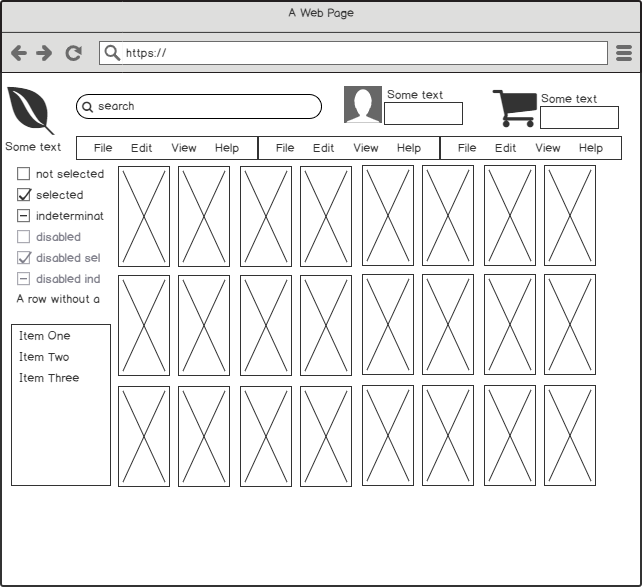 A Web Page
https://
search
Some text
Some text
Some text
File Edit View Help File Edit View Help File Edit View Help
not selected
selected
indeterminat
disabled
disabled sel
disabled ind
A row without a
Item One
Item Two
Item Three